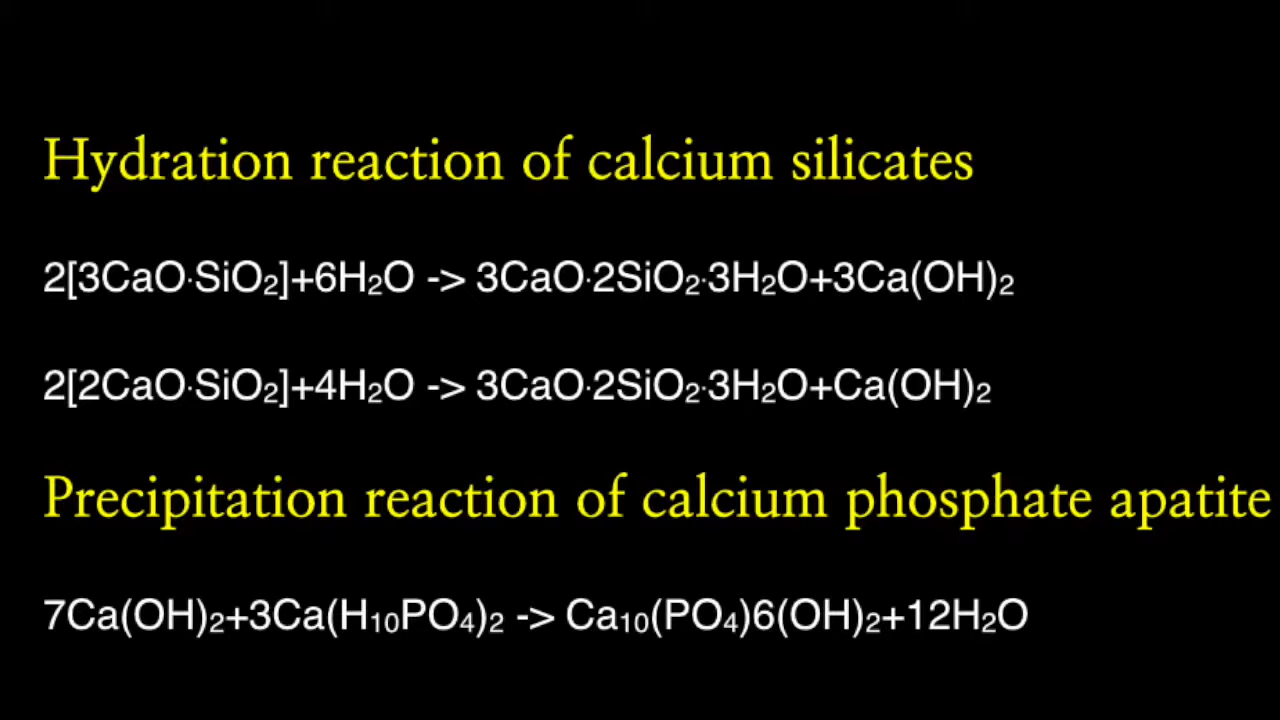 Hydration reaction of calcium silicates
2[3CaO·SiO₂]+6H₂O -> 3CaO·2SiO₂·3H₂O+3Ca(OH)₂
2[2CaO·SiO₂]+4H₂O -> 3CaO·2SiO₂·3H₂O+Ca(OH)₂
Precipitation reaction of calcium phosphate apatite
7Ca(OH)₂+3Ca(H₁₀PO₄)₂ -> Ca₁₀(PO₄)6(OH)₂+12H₂O